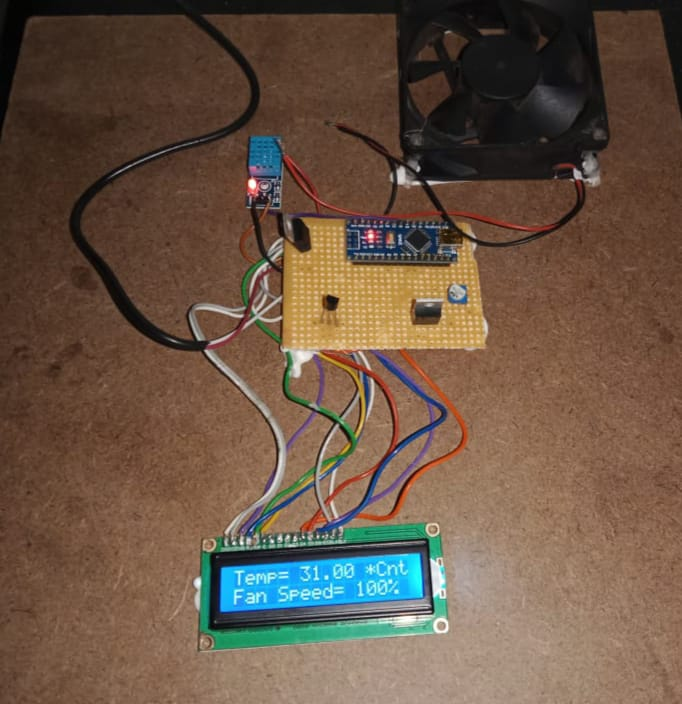 Temp= 31.00 *Cnt
Fan Speed= 100%